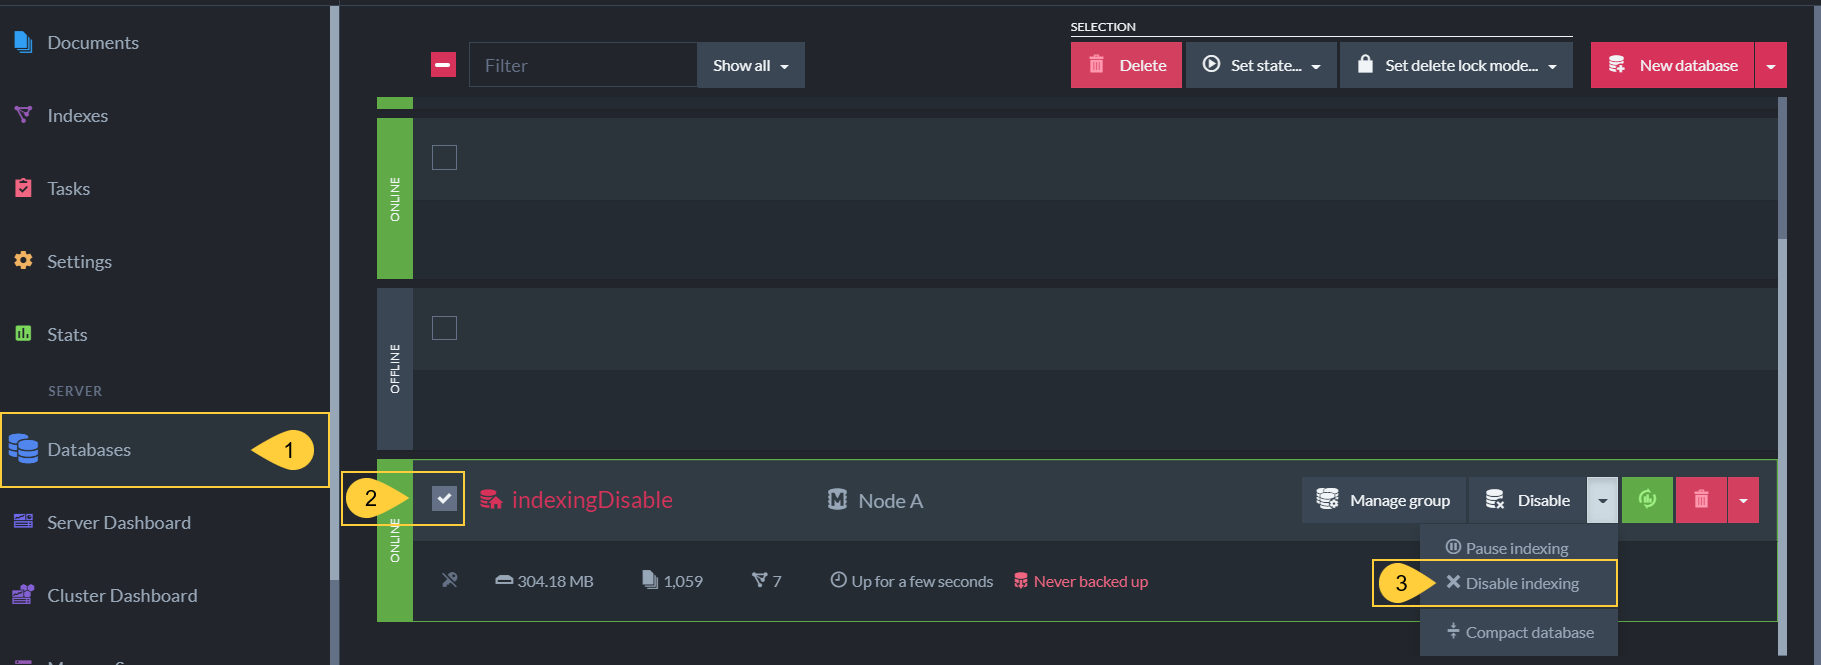 Documents
Indexes
Tasks
Settings
Stats
SERVER
Databases
1
Server Dashboard
Cluster Dashboard
SELECTION
Filter
Show all
Delete
Set state...
Set delete lock mode...
New database
ONLINE
OFFLINE
ONLINE
2
indexingDisable
Node A
Manage group
Disable
304.18 MB
1,059
7
Up for a few seconds
Never backed up
Pause indexing
3
Disable indexing
Compact database